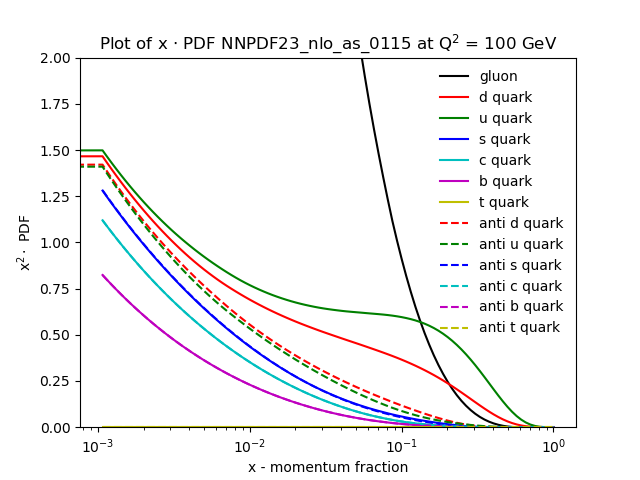 Plot of x · PDF NNPDF23_nlo_as_0115 at Q² = 100 GeV
x² · PDF
2.00
1.75
1.50
1.25
1.00
0.75
0.50
0.25
0.00
gluon
d quark
u quark
s quark
c quark
b quark
t quark
anti d quark
anti u quark
anti s quark
anti c quark
anti b quark
anti t quark
10⁻³ 10⁻² 10⁻¹ 10⁰
x - momentum fraction